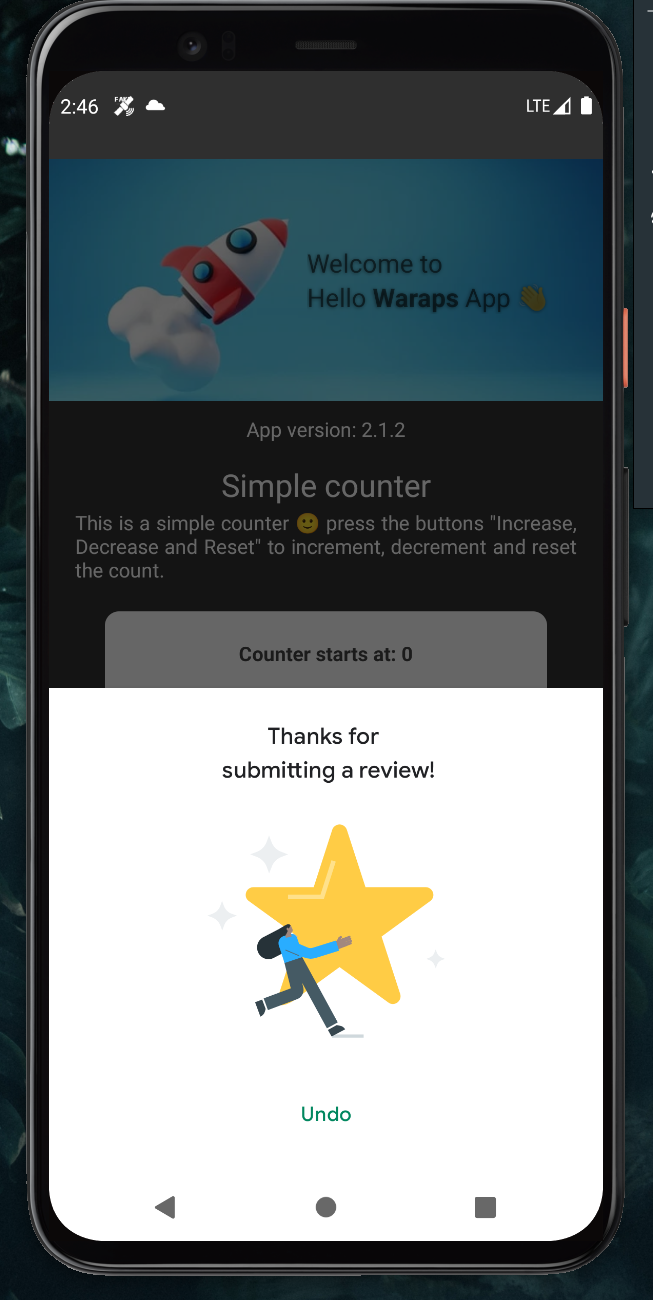 2:46
FAKE
LTE
Welcome to
Hello Waraps App 👋
App version: 2.1.2
Simple counter
This is a simple counter 🙂 press the buttons "Increase,
Decrease and Reset" to increment, decrement and reset
the count.
Counter starts at: 0
Thanks for
submitting a review!
Undo